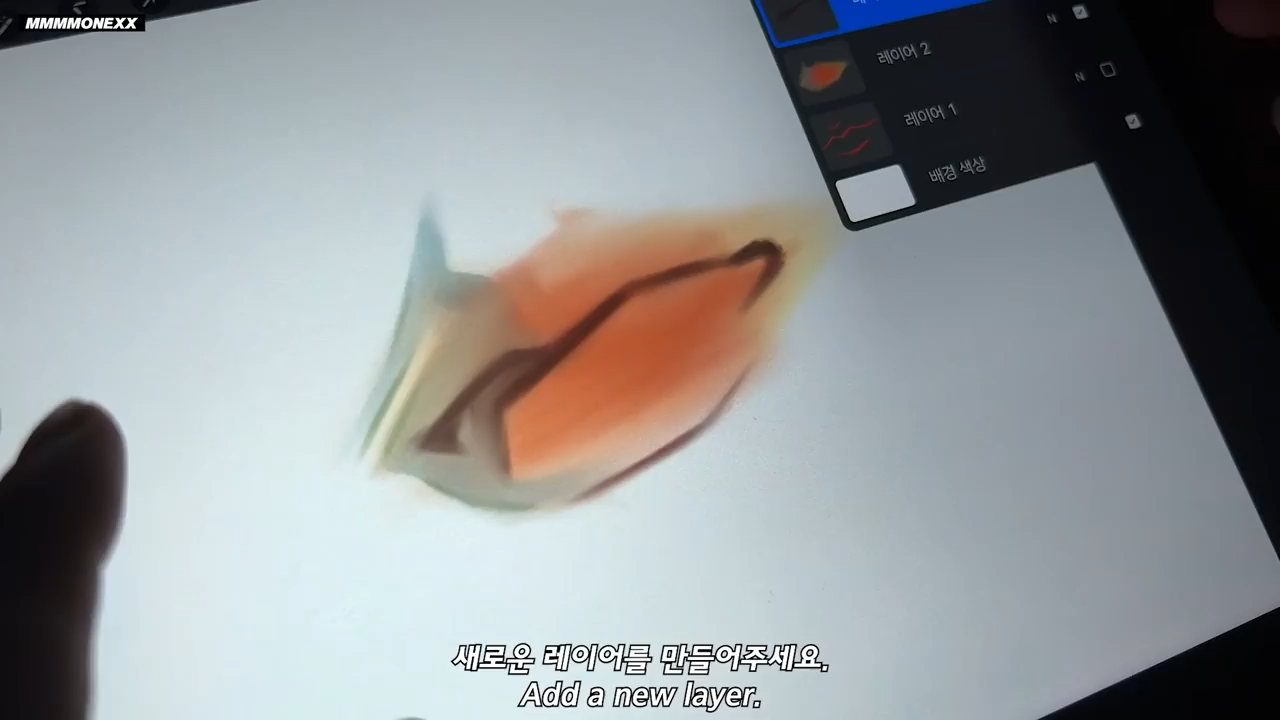 MMMMONEXX
N
레이어 2
N
레이어 1
배경 색상
새로운 레이어를 만들어주세요.
Add a new layer.